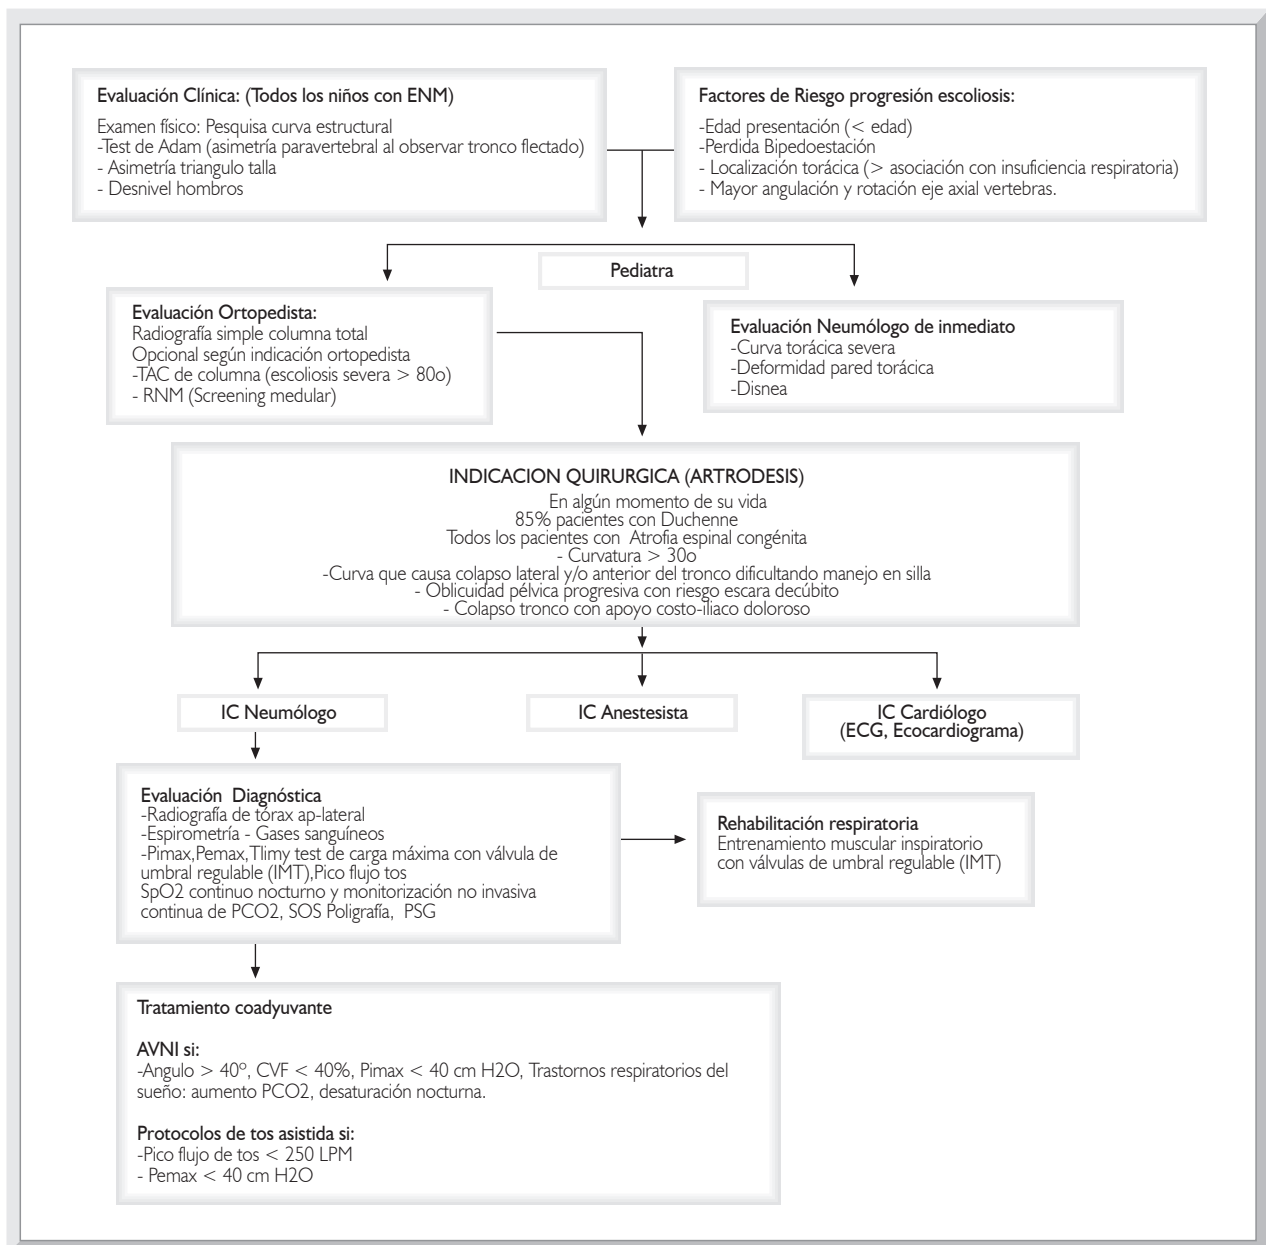 Evaluación Clínica: (Todos los niños con ENM)
Examen físico: Pesquisa curva estructural
-Test de Adam (asimetría paravertebral al observar tronco flectado)
- Asimetría triangulo talla
- Desnivel hombros
Factores de Riesgo progresión escoliosis:
-Edad presentación (< edad)
-Perdida Bipedoestación
- Localización torácica (> asociación con insuficiencia respiratoria)
- Mayor angulación y rotación eje axial vertebras.
Pediatra
Evaluación Ortopedista:
Radiografía simple columna total
Opcional según indicación ortopedista
-TAC de columna (escoliosis severa > 80o)
- RNM (Screening medular)
Evaluación Neumólogo de inmediato
-Curva torácica severa
-Deformidad pared torácica
-Disnea
INDICACION QUIRURGICA (ARTRODESIS)
En algún momento de su vida
85% pacientes con Duchenne
Todos los pacientes con Atrofia espinal congénita
- Curvatura > 30o
-Curva que causa colapso lateral y/o anterior del tronco dificultando manejo en silla
- Oblicuidad pélvica progresiva con riesgo escara decúbito
- Colapso tronco con apoyo costo-iliaco doloroso
IC Neumólogo
IC Anestesista
IC Cardiólogo
(ECG, Ecocardiograma)
Evaluación Diagnóstica
-Radiografía de tórax ap-lateral
-Espirometría - Gases sanguíneos
-Pimax,Pemax,Tlimy test de carga máxima con válvula de
umbral regulable (IMT),Pico flujo tos
SpO2 continuo nocturno y monitorización no invasiva
continua de PCO2, SOS Poligrafía, PSG
Rehabilitación respiratoria
Entrenamiento muscular inspiratorio
con válvulas de umbral regulable (IMT)
Tratamiento coadyuvante
AVNI si:
-Angulo > 40º, CVF < 40%, Pimax < 40 cm H2O, Trastornos respiratorios del
sueño: aumento PCO2, desaturación nocturna.
Protocolos de tos asistida si:
-Pico flujo de tos < 250 LPM
- Pemax < 40 cm H2O